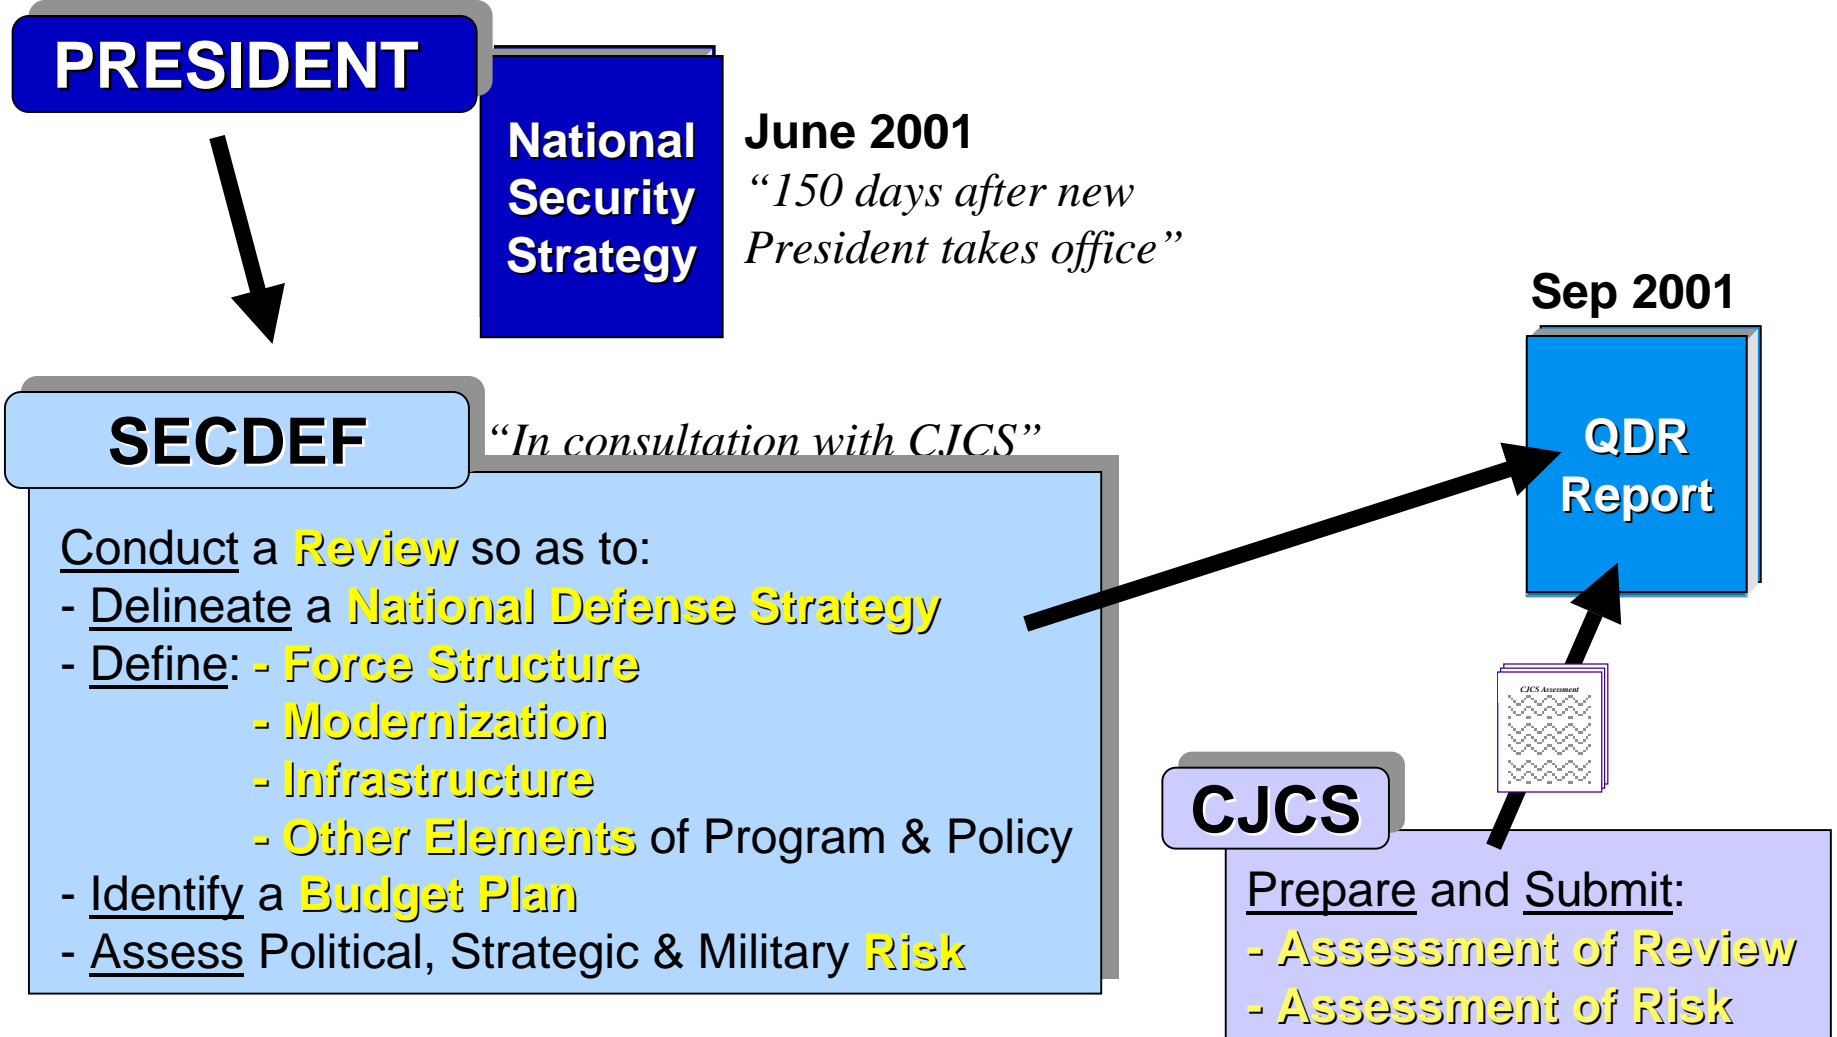 PRESIDENT
National
Security
Strategy
June 2001
“150 days after new
President takes office”
Sep 2001
QDR
Report
SECDEF
“In consultation with CJCS”
Conduct a Review so as to:
- Delineate a National Defense Strategy
- Define: - Force Structure
- Modernization
- Infrastructure
- Other Elements of Program & Policy
- Identify a Budget Plan
- Assess Political, Strategic & Military Risk
CJCS Assessment
CJCS
Prepare and Submit:
- Assessment of Review
- Assessment of Risk